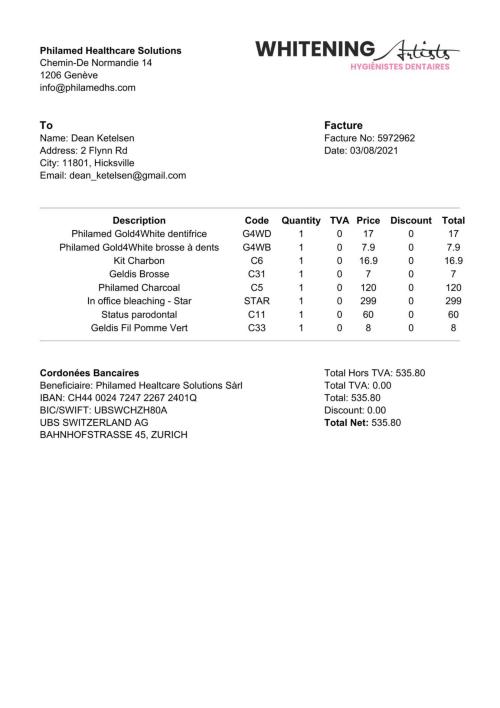 Philamed Healthcare Solutions
Chemin-De Normandie 14
1206 Genève
info@philamedhs.com
WHITENING Artists
HYGIÉNISTES DENTAIRES
To
Name: Dean Ketelsen
Address: 2 Flynn Rd
City: 11801, Hicksville
Email: dean_ketelsen@gmail.com
Facture
Facture No: 5972962
Date: 03/08/2021
Description Code Quantity TVA Price Discount Total
Philamed Gold4White dentifrice G4WD 1 0 17 0 17
Philamed Gold4White brosse à dents G4WB 1 0 7.9 0 7.9
Kit Charbon C6 1 0 16.9 0 16.9
Geldis Brosse C31 1 0 7 0 7
Philamed Charcoal C5 1 0 120 0 120
In office bleaching - Star STAR 1 0 299 0 299
Status parodontal C11 1 0 60 0 60
Geldis Fil Pomme Vert C33 1 0 8 0 8
Cordonées Bancaires
Beneficiaire: Philamed Healtcare Solutions Sàrl
IBAN: CH44 0024 7247 2267 2401Q
BIC/SWIFT: UBSWCHZH80A
UBS SWITZERLAND AG
BAHNHOFSTRASSE 45, ZURICH
Total Hors TVA: 535.80
Total TVA: 0.00
Total: 535.80
Discount: 0.00
Total Net: 535.80